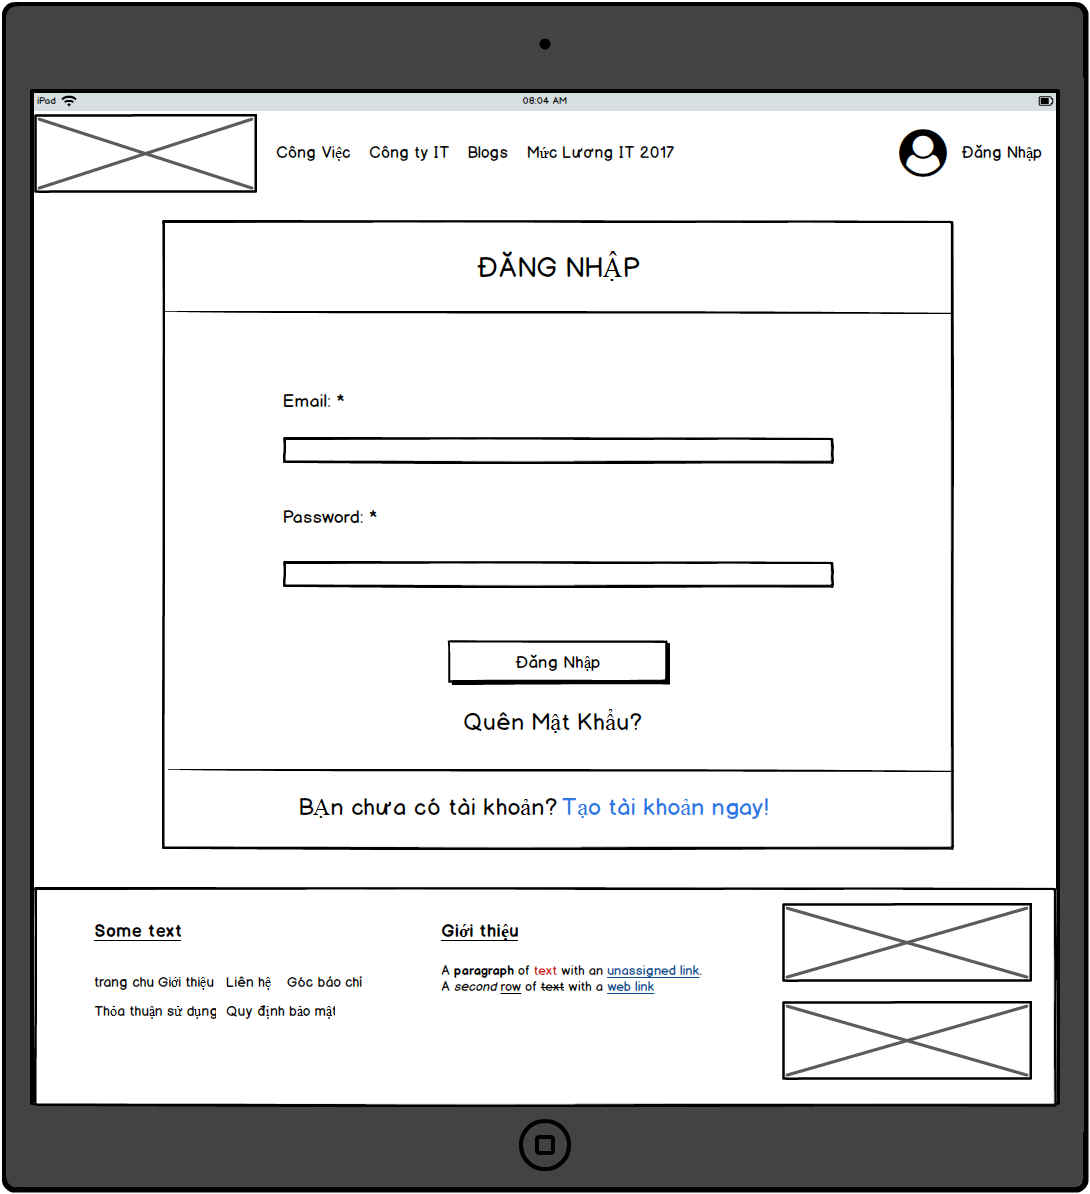 iPad 08:04 AM
Công Việc Công ty IT Blogs Mức Lương IT 2017 Đăng Nhập
ĐĂNG NHẬP
Email: *
Password: *
Đăng Nhập
Quên Mật Khẩu?
BẠn chưa có tài khoản? Tạo tài khoản ngay!
Some text
trang chu Giới thiệu Liên hệ Góc báo chí
Thỏa thuận sử dụng Quy định bảo mật
Giới thiệu
A paragraph of text with an unassigned link.
A second row of text with a web link